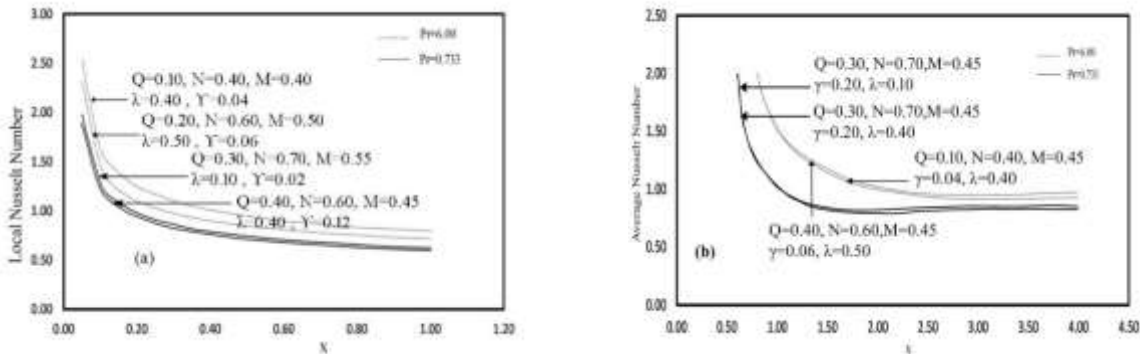 (a)
3.00
2.50
2.00
1.50
1.00
0.50
0.00
Local Nusselt Number
Pr=6.88
Pr=0.733
Q=0.10, N=0.40, M=0.40
λ=0.40 , ϒ=0.04
Q=0.20, N=0.60, M=0.50
λ=0.50 , ϒ=0.06
Q=0.30, N=0.70, M=0.55
λ=0.10 , ϒ=0.02
Q=0.40, N=0.60, M=0.45
λ=0.40 , ϒ=0.12
(a)
0.00 0.20 0.40 0.60 0.80 1.00 1.20
x
(b)
2.50
2.00
1.50
1.00
0.50
0.00
Average Nusselt Number
Pr=0.733
Q=0.30, N=0.70,M=0.45
γ=0.20, λ=0.10
Q=0.30, N=0.70,M=0.45
γ=0.20, λ=0.40
Q=0.10, N=0.40, M=0.45
γ=0.04, λ=0.40
Q=0.40, N=0.60,M=0.45
γ=0.06, λ=0.50
(b)
0.00 0.50 1.00 1.50 2.00 2.50 3.00 3.50 4.00 4.50
x